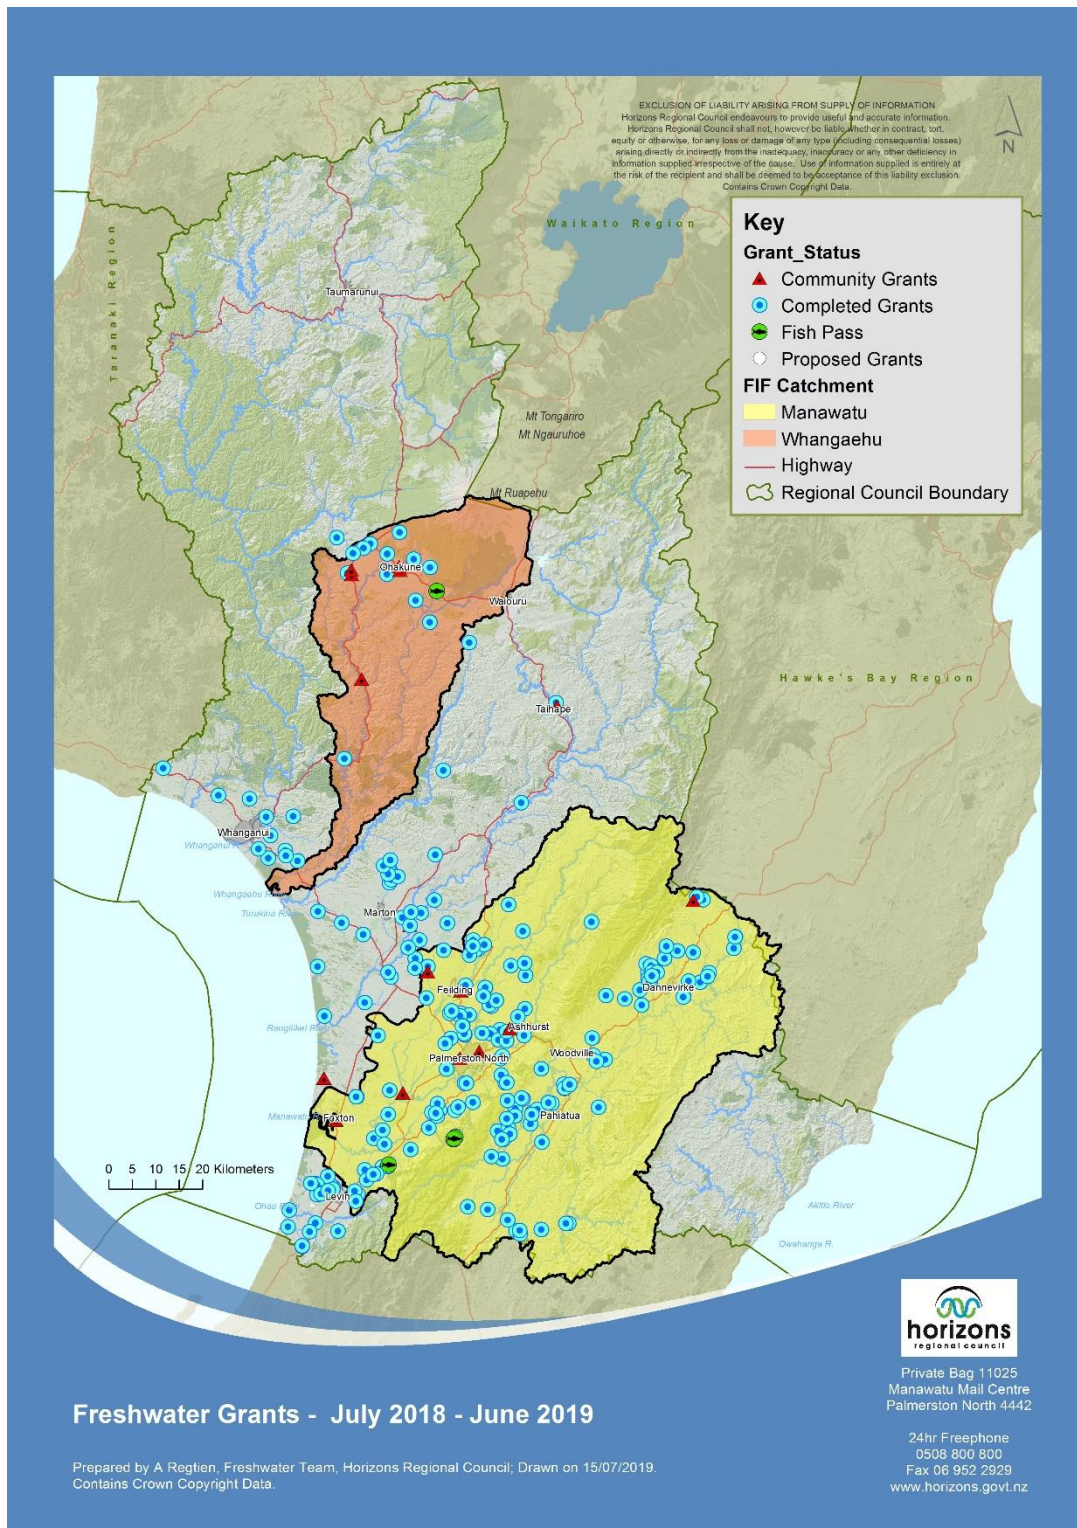 EXCLUSION OF LIABILITY ARISING FROM SUPPLY OF INFORMATION
Horizons Regional Council endeavours to provide useful and accurate information.
Horizons Regional Council shall not, however be liable whether in contract, tort,
equity or otherwise, for any loss or damage of any type (including consequential losses)
arising directly or indirectly from the inadequacy, inaccuracy or any other deficiency in
information supplied irrespective of the cause. Use of information supplied is entirely at
the risk of the recipient and shall be deemed to be acceptance of this liability exclusion.
Contains Crown Copyright Data.
N
Key
Grant_Status
Community Grants
Completed Grants
Fish Pass
Proposed Grants
FIF Catchment
Manawatu
Whangaehu
Highway
Regional Council Boundary
Waikato Region
Taranaki Region
Taumarunui
Mt Tongariro
Mt Ngauruhoe
Mt Ruapehu
Ohakune
Waiouru
Hawke's Bay Region
Taihape
Whanganui
Whanganui R
Whangaehu R
Turakina River
Marton
Dannevirke
Feilding
Rangitikei River
Ashhurst
Palmerston North
Woodville
Manawatu R
Foxton
Pahiatua
0 5 10 15 20 Kilometers
Levin
Ohau R
Akitio River
Owahanga R.
horizons
regional council
Private Bag 11025
Manawatu Mail Centre
Palmerston North 4442
24hr Freephone
0508 800 800
Fax 06 952 2929
www.horizons.govt.nz
Freshwater Grants - July 2018 - June 2019
Prepared by A Regtien, Freshwater Team, Horizons Regional Council; Drawn on 15/07/2019.
Contains Crown Copyright Data.